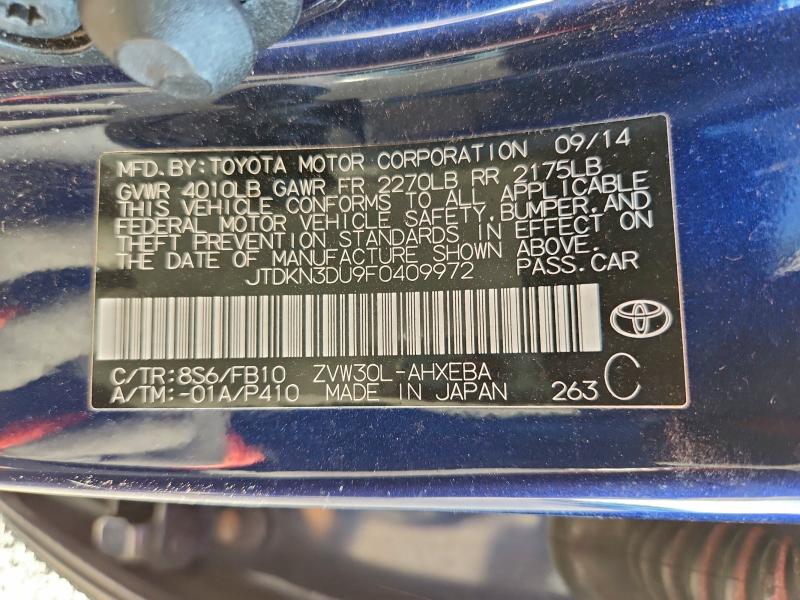 MFD.BY:TOYOTA MOTOR CORPORATION 09/14
GVWR 4010LB GAWR FR 2270LB RR 2175LB
THIS VEHICLE CONFORMS TO ALL APPLICABLE
FEDERAL MOTOR VEHICLE SAFETY,BUMPER,AND
THEFT PREVENTION STANDARDS IN EFFECT ON
THE DATE OF MANUFACTURE SHOWN ABOVE.
JTDKN3DU9F0409972 PASS.CAR
C/TR:8S6/FB10 ZVW30L-AHXEBA
A/TM:-01A/P410 MADE IN JAPAN 263 C